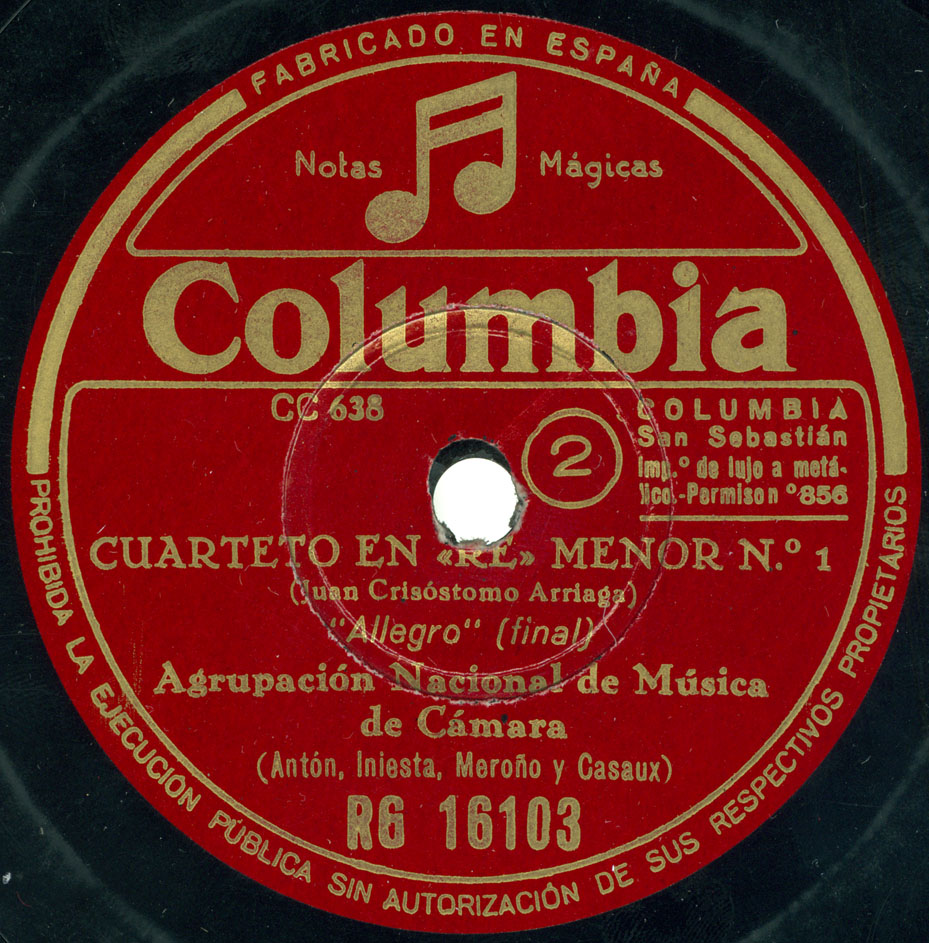 FABRICADO EN ESPAÑA
Notas Mágicas
Columbia
CC 638
2
COLUMBIA
San Sebastián
Imp.º de lujo a metá-
lico.-Permiso nº 856
CUARTETO EN «RE» MENOR N.º 1
(Juan Crisóstomo Arriaga)
"Allegro" (final)
Agrupación Nacional de Música
de Cámara
(Antón, Iniesta, Meroño y Casaux)
RG 16103
PROHIBIDA LA EJECUCIÓN PÚBLICA SIN AUTORIZACIÓN DE SUS RESPECTIVOS PROPIETARIOS